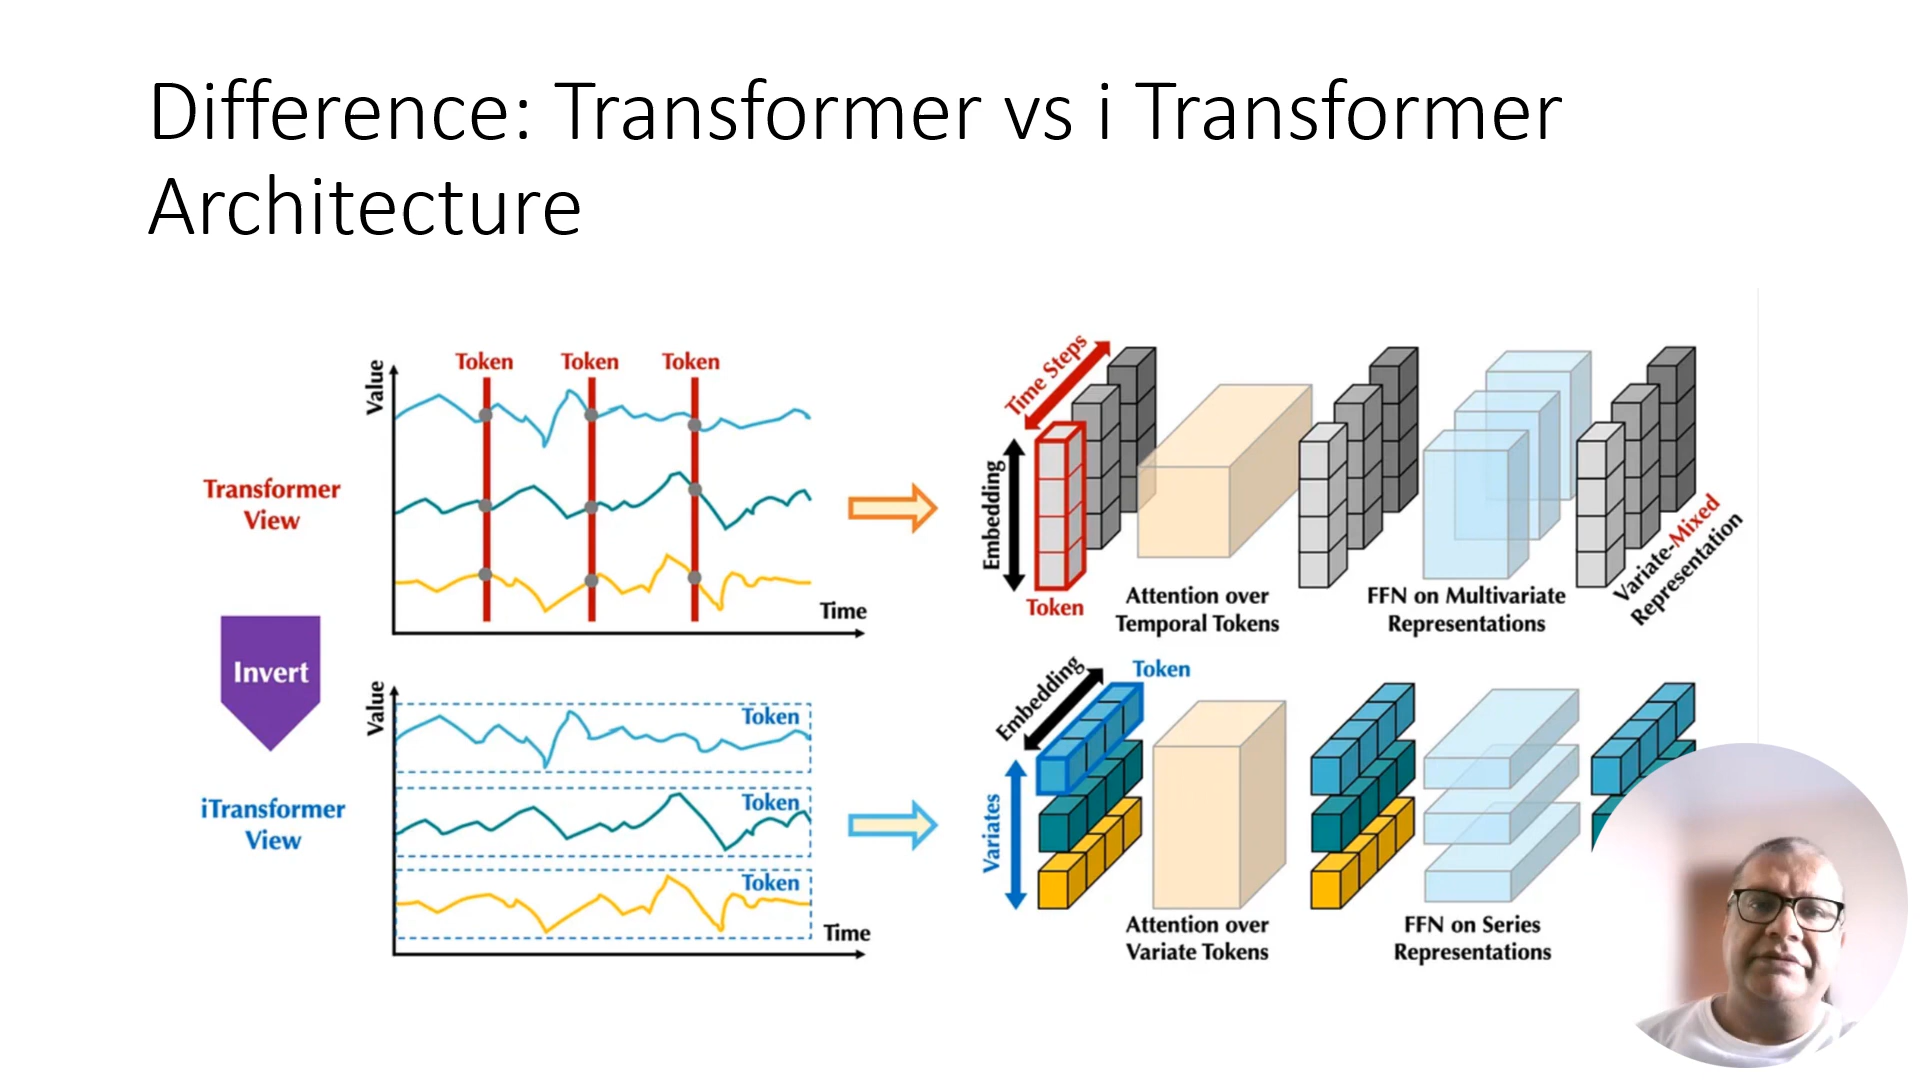 Difference: Transformer vs i Transformer
Architecture
Transformer
View
Value
Token
Token
Token
Time
Time Steps
Embedding
Token
Attention over
Temporal Tokens
FFN on Multivariate
Representations
Variate-Mixed
Representation
Invert
iTransformer
View
Value
Token
Token
Token
Time
Embedding
Token
Variates
Attention over
Variate Tokens
FFN on Series
Representations